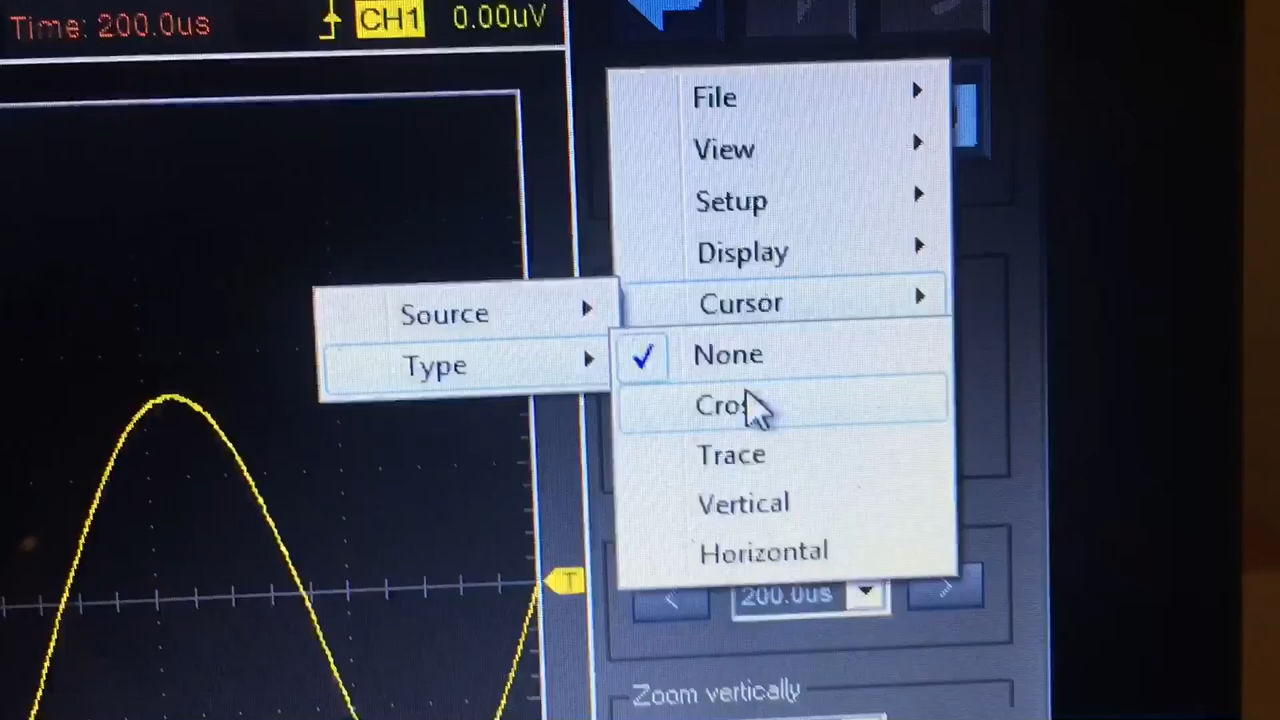 Time: 200.0us
CH1 0.00uV
File
View
Setup
Display
Cursor
Source
Type
None
Trace
Vertical
Horizontal
T
< 200.0us >
Zoom vertically